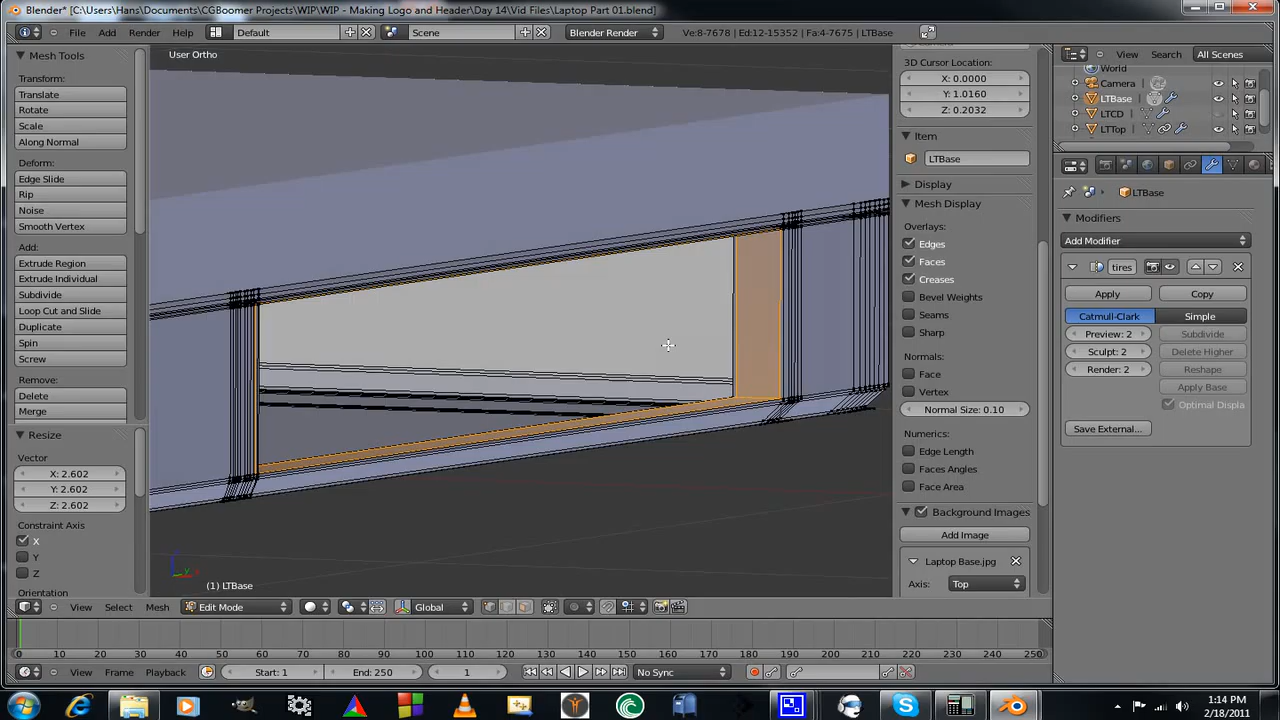 Blender* [C:\Users\Hans\Documents\CGBoomer Projects\WIP\WIP - Making Logo and Header\Day 14\Vid Files\Laptop Part 01.blend]
File Add Render Help Default Scene Blender Render Ve:8-7678 | Ed:12-15352 | Fa:4-7675 | LTBase
Mesh Tools
Transform:
Translate
Rotate
Scale
Along Normal
Deform:
Edge Slide
Rip
Noise
Smooth Vertex
Add:
Extrude Region
Extrude Individual
Subdivide
Loop Cut and Slide
Duplicate
Spin
Screw
Remove:
Delete
Merge
Resize
Vector
X: 2.602
Y: 2.602
Z: 2.602
Constraint Axis
X
Y
Z
Orientation
User Ortho
(1) LTBase
3D Cursor Location:
X: 0.0000
Y: 1.0160
Z: 0.2032
Item
LTBase
Display
Mesh Display
Overlays:
Edges
Faces
Creases
Bevel Weights
Seams
Sharp
Normals:
Face
Vertex
Normal Size: 0.10
Numerics:
Edge Length
Faces Angles
Face Area
Background Images
Add Image
Laptop Base.jpg
Axis: Top
View Search All Scenes
World
Camera
LTBase
LTCD
LTTop
LTBase
Modifiers
Add Modifier
tires
Apply Copy
Catmull-Clark Simple
Preview: 2 Subdivide
Sculpt: 2 Delete Higher
Render: 2 Reshape
Apply Base
Optimal Displa
Save External...
View Select Mesh Edit Mode Global
0 10 20 30 40 50 60 70 80 90 100 110 120 130 140 150 160 170 180 190 200 210 220 230 240 250
View Frame Playback Start: 1 End: 250 1 No Sync
1:14 PM
2/18/2011